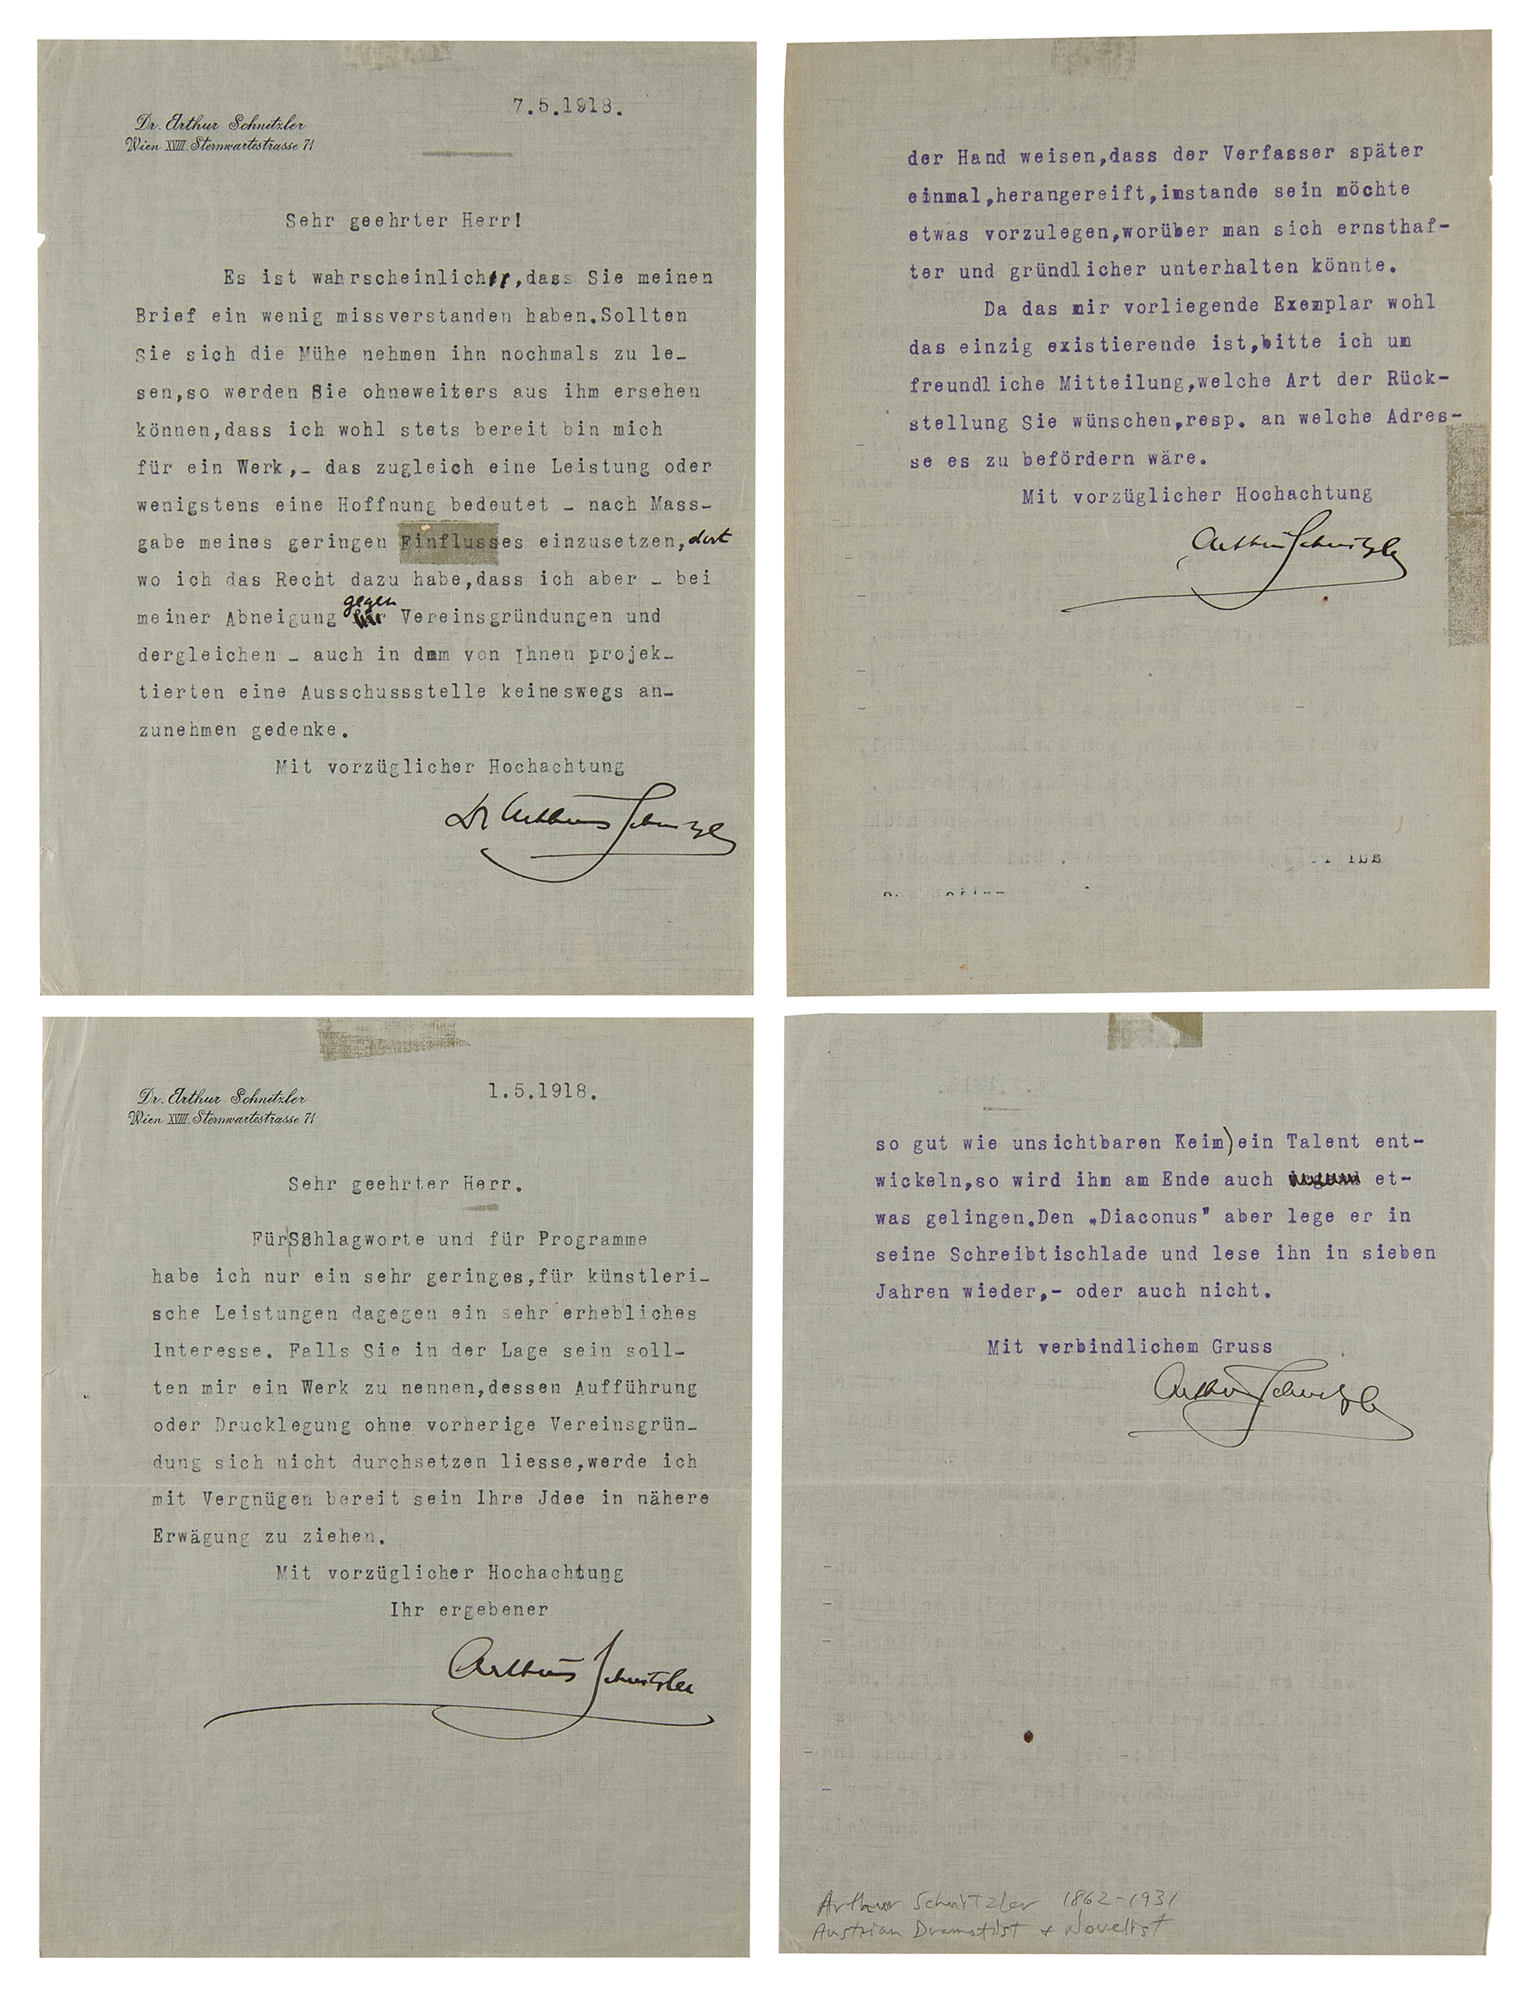 Dr. Arthur Schnitzler
Wien XVIII. Sternwartestrasse 71
7.5.1918.
Sehr geehrter Herr!
Es ist wahrscheinlich, dass Sie meinen
Brief ein wenig missverstanden haben.Sollten
Sie sich die Mühe nehmen ihn nochmals zu le-
sen,so werden Sie ohneweiters aus ihm ersehen
können,dass ich wohl stets bereit bin mich
für ein Werk,- das zugleich eine Leistung oder
wenigstens eine Hoffnung bedeutet - nach Mass-
gabe meines geringen Einflusses einzusetzen, dort
wo ich das Recht dazu habe,dass ich aber - bei
meiner Abneigung gegen Vereinsgründungen und
dergleichen - auch in dem von Ihnen projek-
tierten eine Ausschussstelle keineswegs an-
zunehmen gedenke.
Mit vorzüglicher Hochachtung
Dr Arthur Schnitzler
der Hand weisen,dass der Verfasser später
einmal,herangereift,imstande sein möchte
etwas vorzulegen,worüber man sich ernsthaf-
ter und gründlicher unterhalten könnte.
Da das mir vorliegende Exemplar wohl
das einzig existierende ist,bitte ich um
freundliche Mitteilung,welche Art der Rück-
stellung Sie wünschen,resp. an welche Adres-
se es zu befördern wäre.
Mit vorzüglicher Hochachtung
Arthur Schnitzler
Dr. Arthur Schnitzler
Wien XVIII. Sternwartestrasse 71
1.5.1918.
Sehr geehrter Herr.
Für Schlagworte und für Programme
habe ich nur ein sehr geringes,für künstleri-
sche Leistungen dagegen ein sehr erhebliches
Interesse. Falls Sie in der Lage sein soll-
ten mir ein Werk zu nennen,dessen Aufführung
oder Drucklegung ohne vorherige Vereinsgrün-
dung sich nicht durchsetzen liesse,werde ich
mit Vergnügen bereit sein Ihre Jdee in nähere
Erwägung zu ziehen.
Mit vorzüglicher Hochachtung
Ihr ergebener
Arthur Schnitzler
so gut wie unsichtbaren Keim)ein Talent ent-
wickeln,so wird ihm am Ende auch et-
was gelingen.Den „Diaconus" aber lege er in
seine Schreibtischlade und lese ihn in sieben
Jahren wieder,- oder auch nicht.
Mit verbindlichem Gruss
Arthur Schnitzler
Arthur Schnitzler 1862-1931
Austrian Dramatist + Novelist